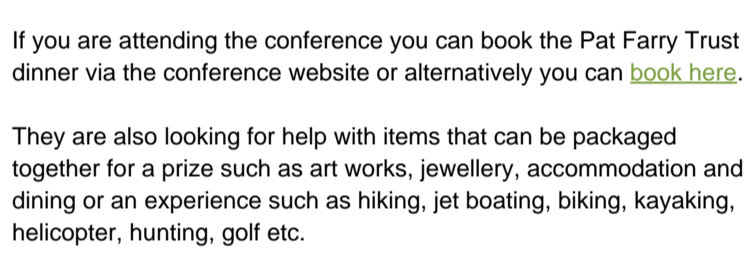 If you are attending the conference you can book the Pat Farry Trust
dinner via the conference website or alternatively you can book here.
They are also looking for help with items that can be packaged
together for a prize such as art works, jewellery, accommodation and
dining or an experience such as hiking, jet boating, biking, kayaking,
helicopter, hunting, golf etc.